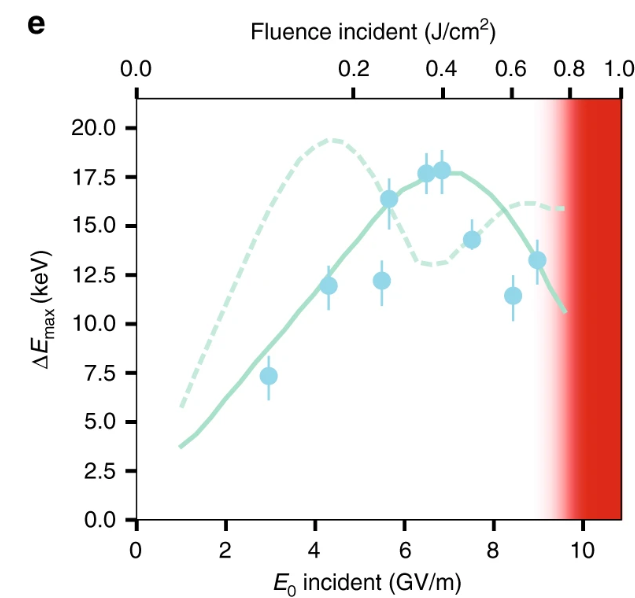 e
Fluence incident (J/cm²)
0.0 0.2 0.4 0.6 0.8 1.0
20.0
17.5
15.0
12.5
10.0
7.5
5.0
2.5
0.0
ΔEmax (keV)
0 2 4 6 8 10
E0 incident (GV/m)